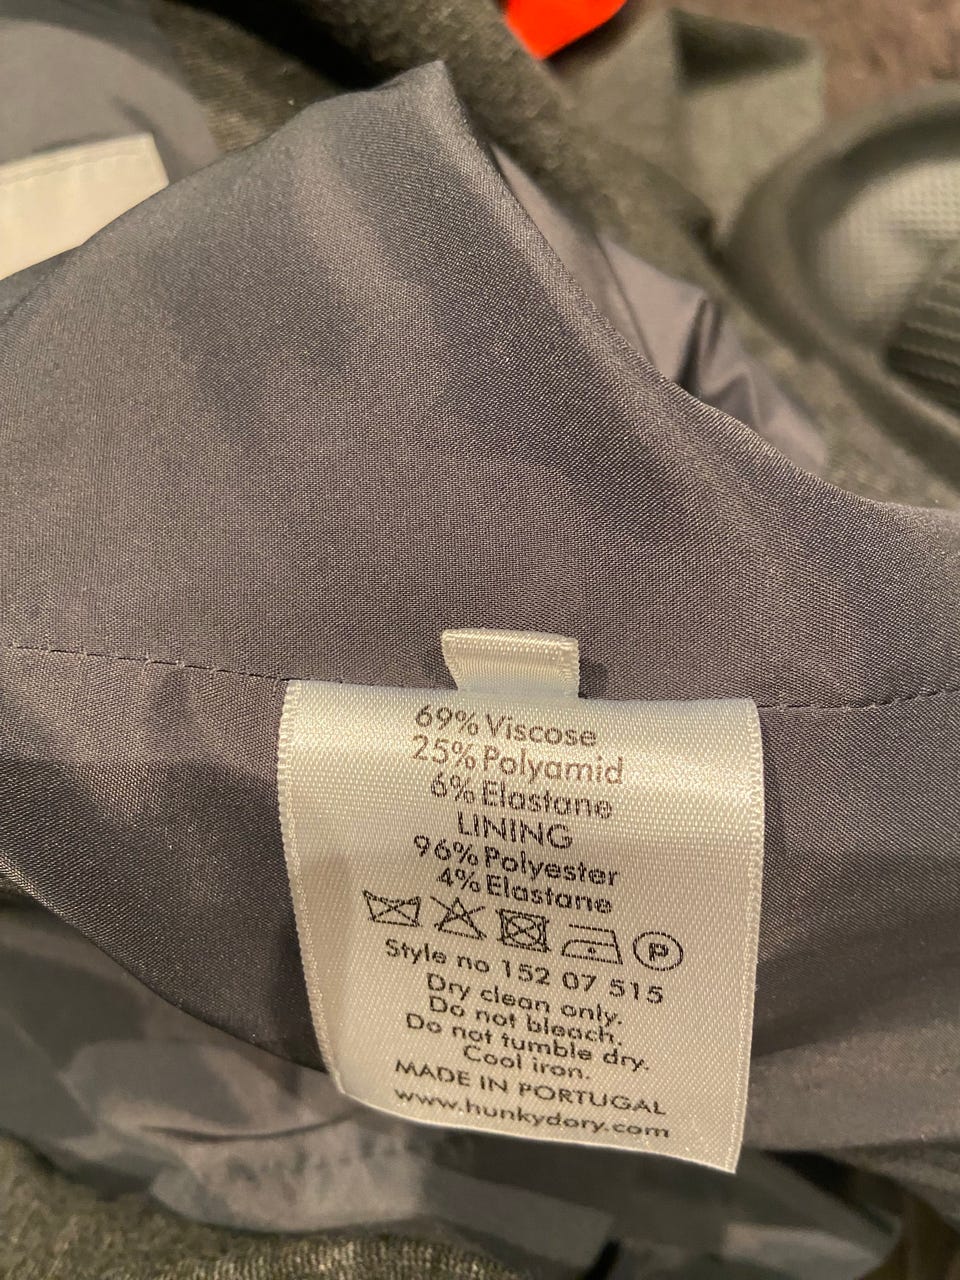 69% Viscose
25% Polyamid
6% Elastane
LINING
96% Polyester
4% Elastane
P
Style no 152 07 515
Dry clean only.
Do not bleach.
Do not tumble dry.
Cool iron.
MADE IN PORTUGAL
www.hunkydory.com